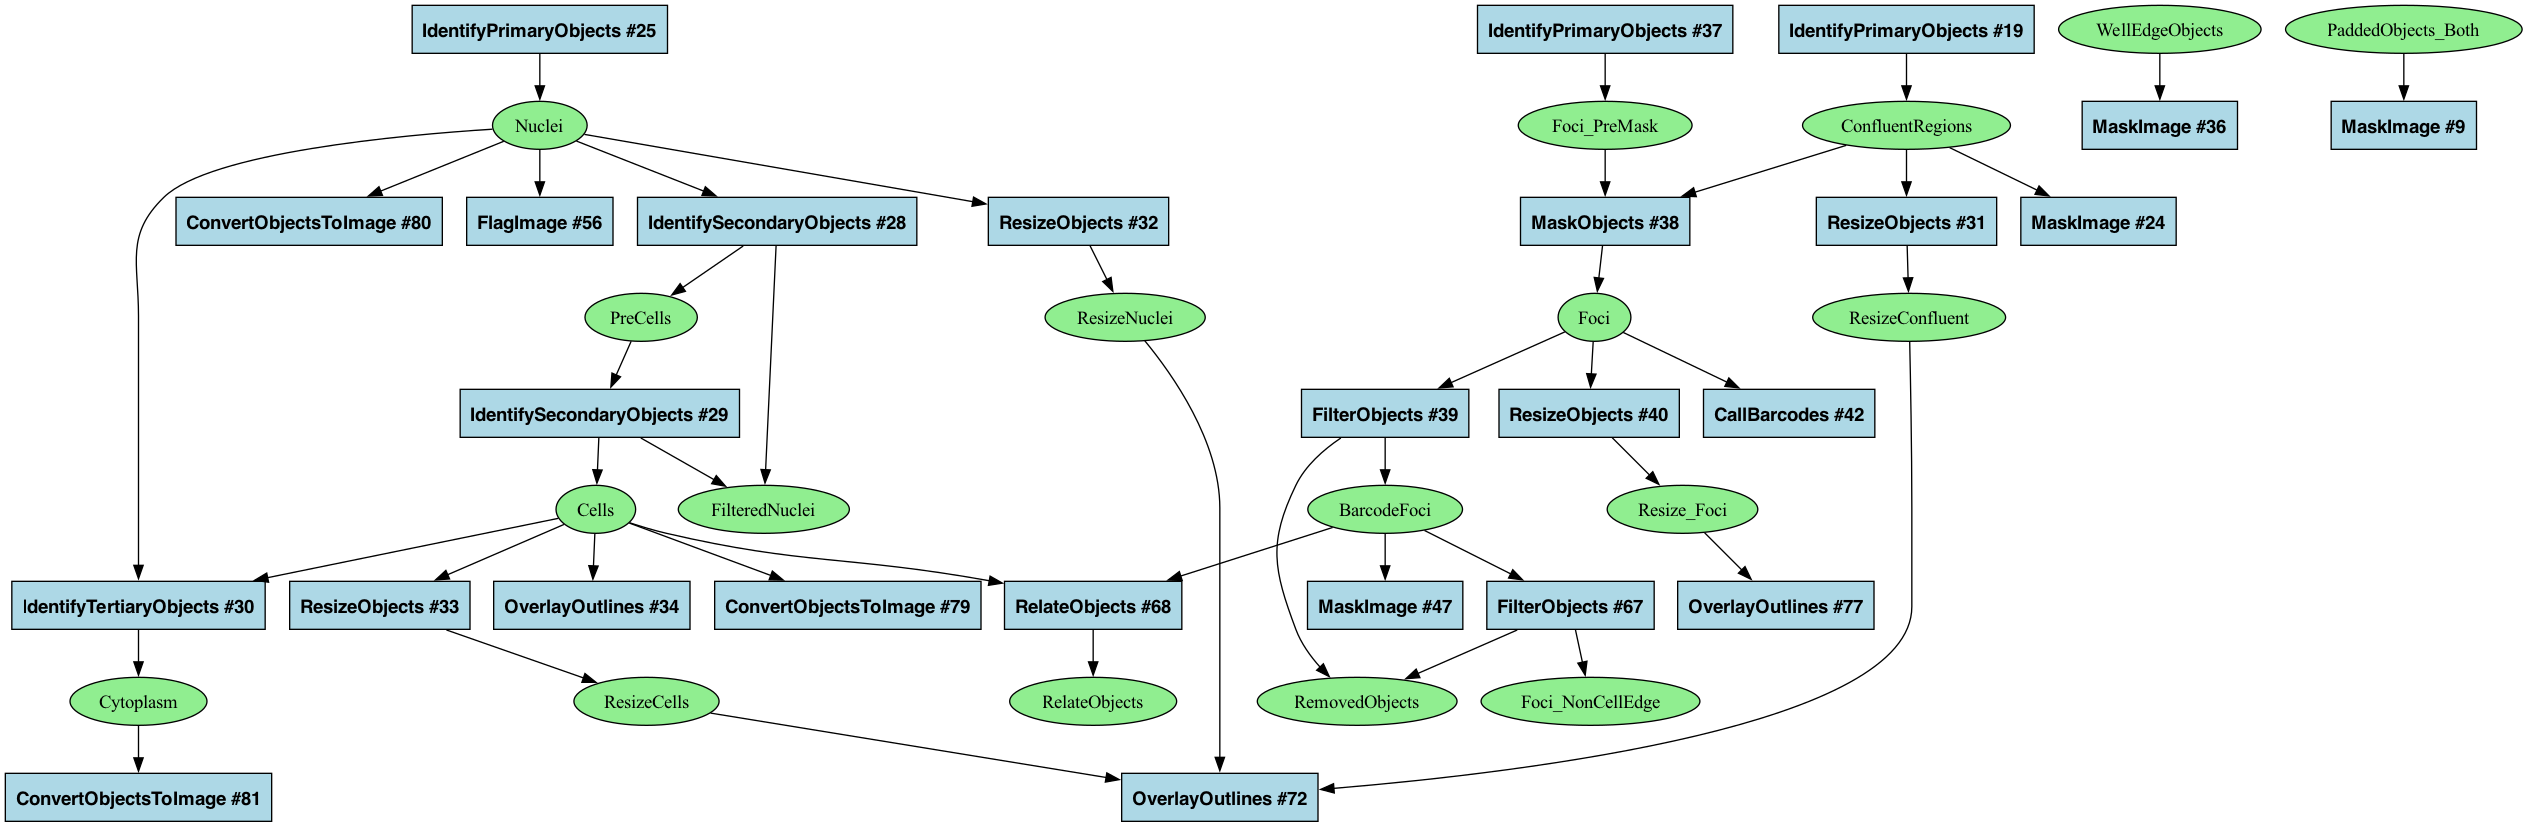 IdentifyPrimaryObjects #25
IdentifyPrimaryObjects #37
IdentifyPrimaryObjects #19
WellEdgeObjects
PaddedObjects_Both
Nuclei
Foci_PreMask
ConfluentRegions
MaskImage #36
MaskImage #9
ConvertObjectsToImage #80
FlagImage #56
IdentifySecondaryObjects #28
ResizeObjects #32
MaskObjects #38
ResizeObjects #31
MaskImage #24
PreCells
ResizeNuclei
Foci
ResizeConfluent
IdentifySecondaryObjects #29
FilterObjects #39
ResizeObjects #40
CallBarcodes #42
Cells
FilteredNuclei
BarcodeFoci
Resize_Foci
IdentifyTertiaryObjects #30
ResizeObjects #33
OverlayOutlines #34
ConvertObjectsToImage #79
RelateObjects #68
MaskImage #47
FilterObjects #67
OverlayOutlines #77
Cytoplasm
ResizeCells
RelateObjects
RemovedObjects
Foci_NonCellEdge
ConvertObjectsToImage #81
OverlayOutlines #72